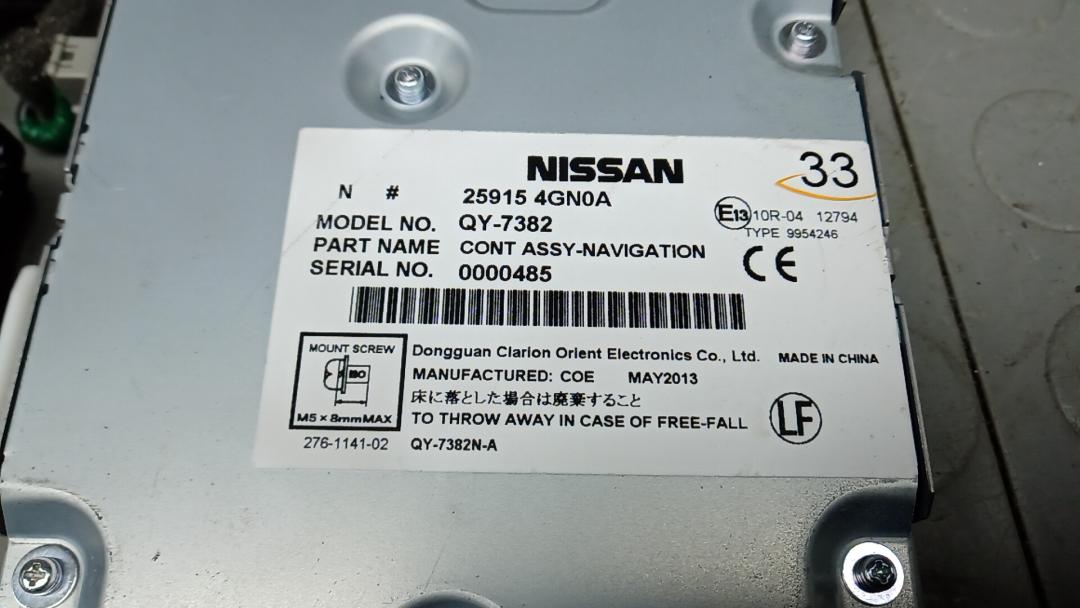 NISSAN
33
N # 25915 4GN0A
MODEL NO. QY-7382
E13 10R-04 12794
TYPE 9954246
PART NAME CONT ASSY-NAVIGATION
SERIAL NO. 0000485
CE
MOUNT SCREW
ISO
M5 × 8mmMAX
Dongguan Clarion Orient Electronics Co., Ltd. MADE IN CHINA
MANUFACTURED: COE MAY2013
床に落とした場合は廃棄すること
TO THROW AWAY IN CASE OF FREE-FALL
LF
276-1141-02 QY-7382N-A